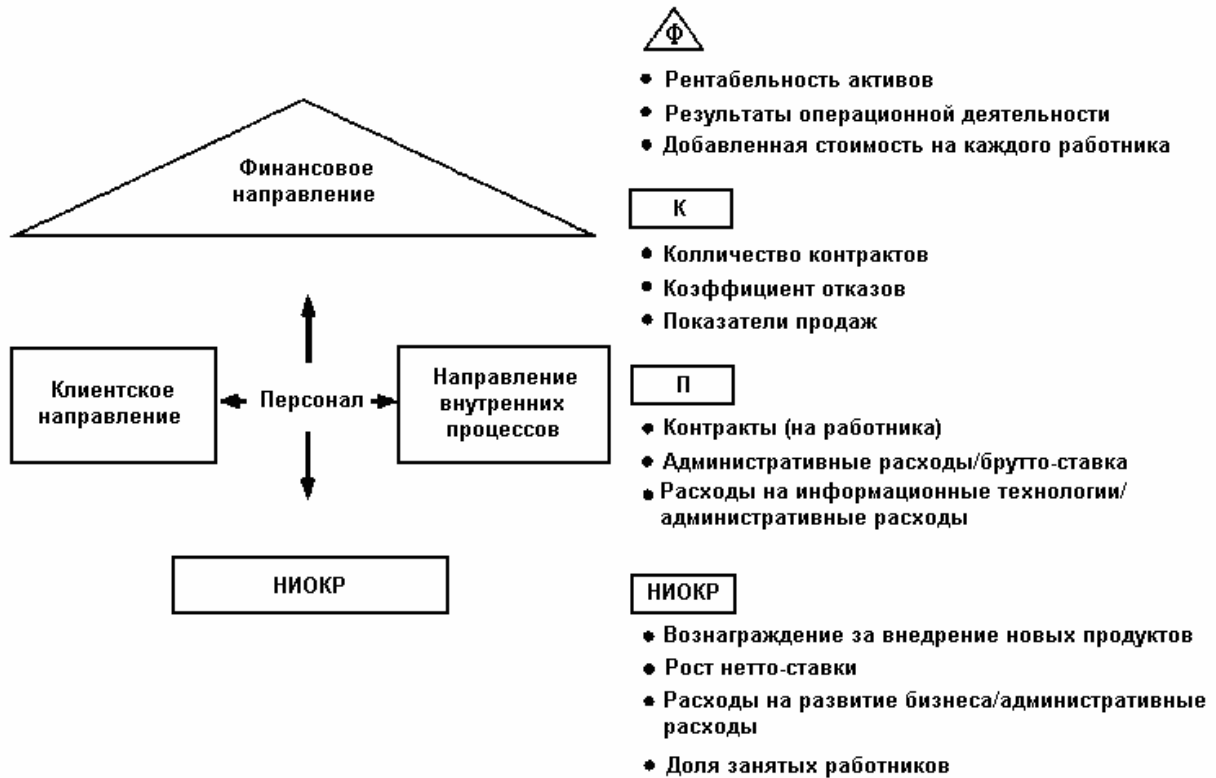 Финансовое
направление
Клиентское
направление
Персонал
Направление
внутренних
процессов
НИОКР
Ф
• Рентабельность активов
• Результаты операционной деятельности
• Добавленная стоимость на каждого работника
К
• Колличество контрактов
• Коэффициент отказов
• Показатели продаж
П
• Контракты (на работника)
• Административные расходы/брутто-ставка
• Расходы на информационные технологии/
административные расходы
НИОКР
• Вознаграждение за внедрение новых продуктов
• Рост нетто-ставки
• Расходы на развитие бизнеса/административные
расходы
• Доля занятых работников